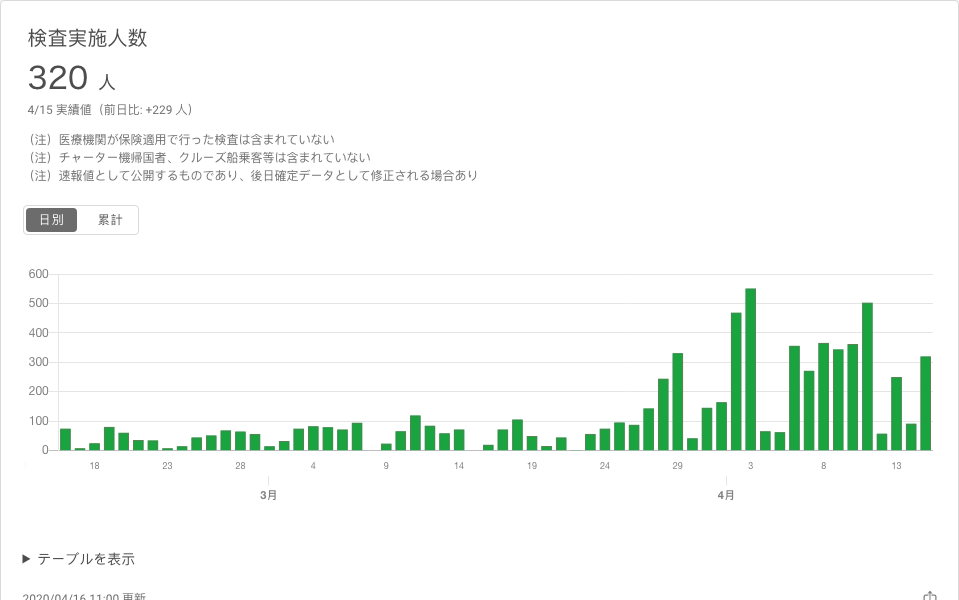 検査実施人数
320 人
4/15 実績値（前日比: +229 人）
（注）医療機関が保険適用で行った検査は含まれていない
（注）チャーター機帰国者、クルーズ船乗客等は含まれていない
（注）速報値として公開するものであり、後日確定データとして修正される場合あり
日別 累計
600
500
400
300
200
100
0
18 23 28 4 9 14 19 24 29 3 8 13
3月 4月
▶ テーブルを表示
2020/04/16 11:00 更新